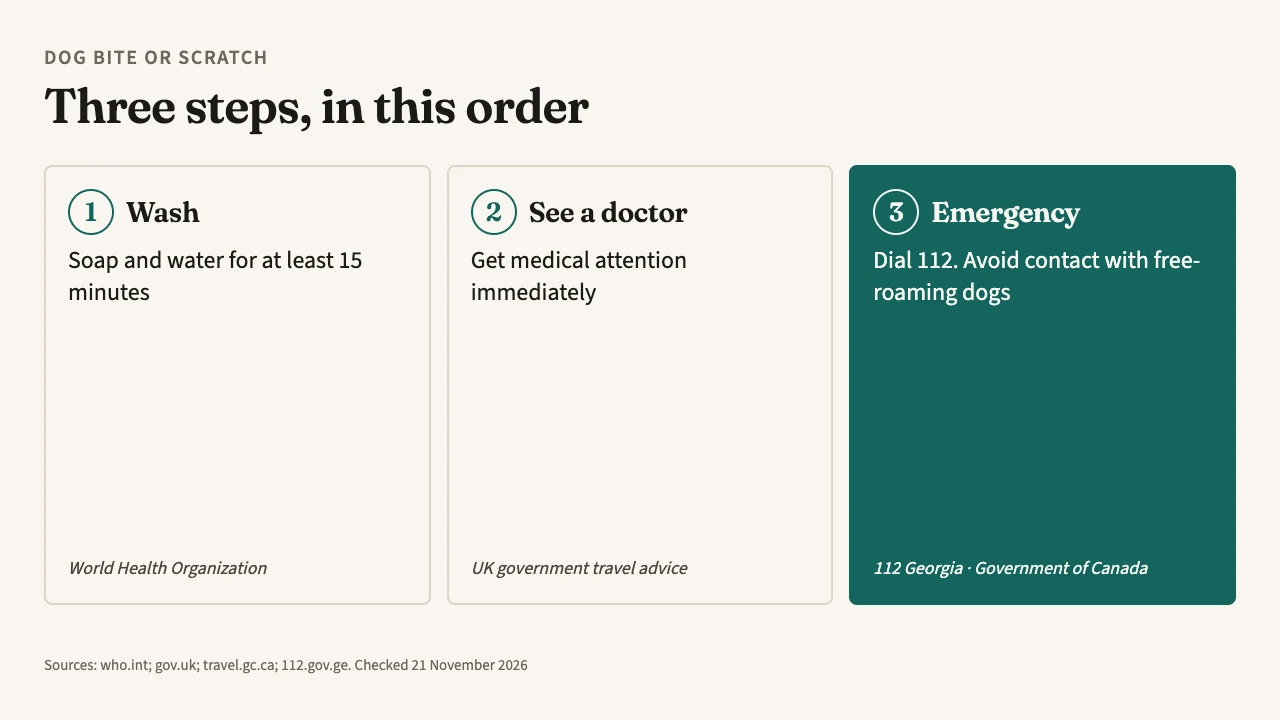 DOG BITE OR SCRATCH
Three steps, in this order
1 Wash
Soap and water for at least 15
minutes
World Health Organization
2 See a doctor
Get medical attention
immediately
UK government travel advice
3 Emergency
Dial 112. Avoid contact with free-
roaming dogs
112 Georgia · Government of Canada
Sources: who.int; gov.uk; travel.gc.ca; 112.gov.ge. Checked 21 November 2026